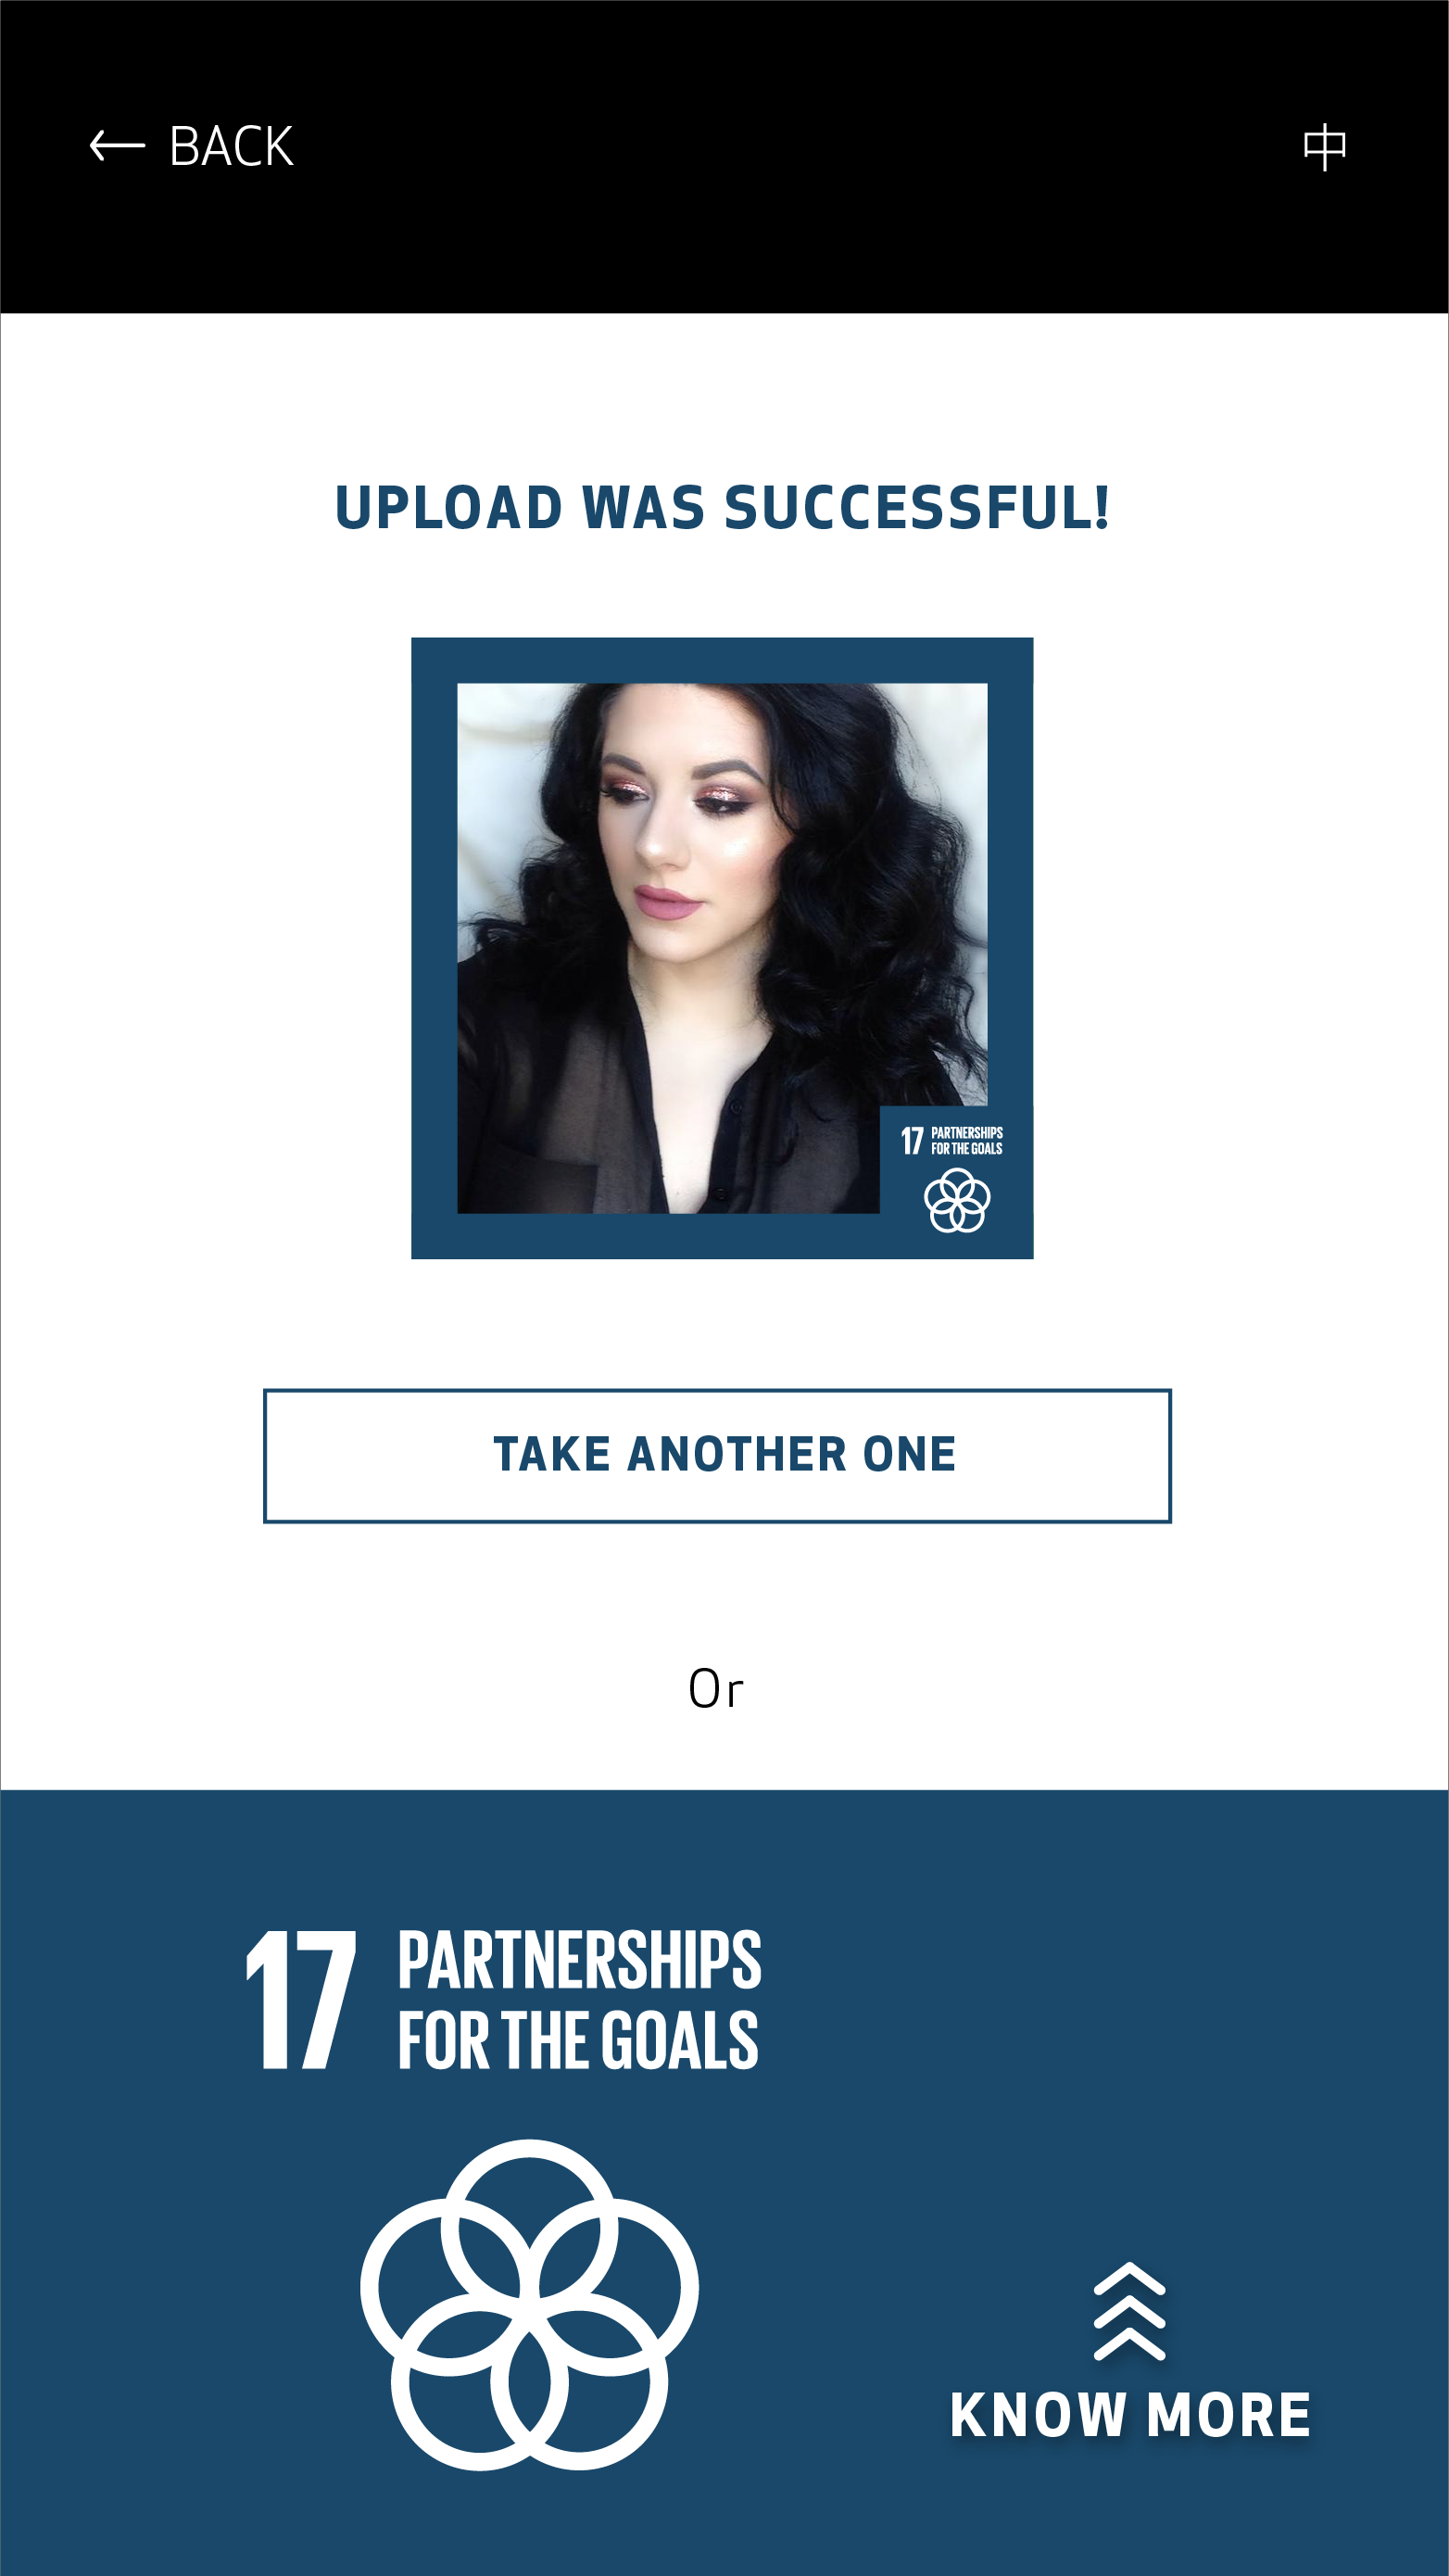 BACK
中
UPLOAD WAS SUCCESSFUL!
17 PARTNERSHIPS
FOR THE GOALS
TAKE ANOTHER ONE
Or
17 PARTNERSHIPS
FOR THE GOALS
KNOW MORE